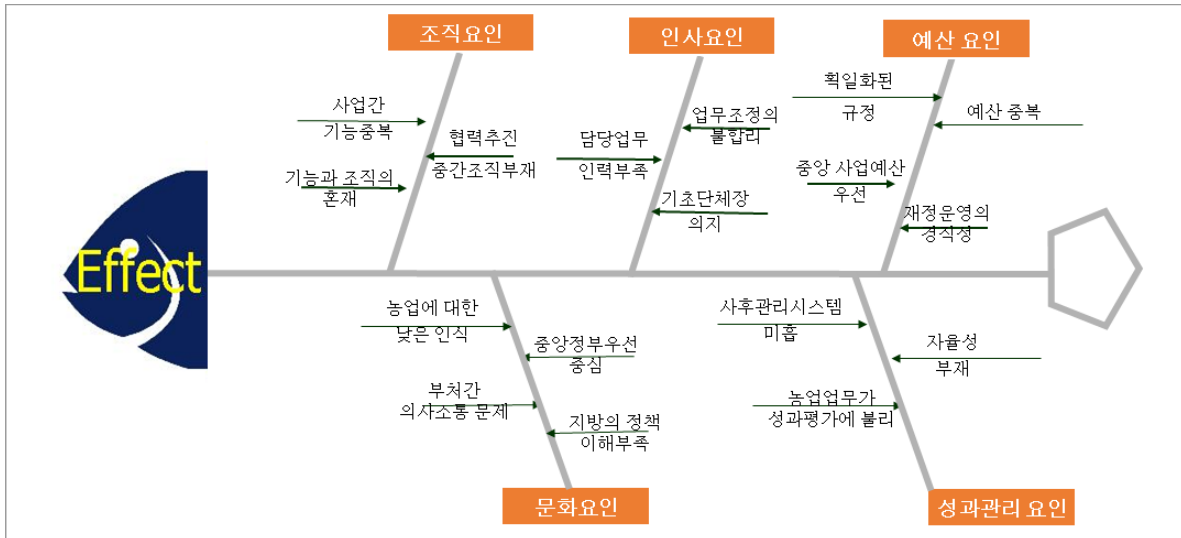 조직요인
인사요인
예산 요인
사업간
기능중복
협력추진
중간조직부재
기능과 조직의
혼재
업무조정의
불합리
담당업무
인력부족
기초단체장
의지
획일화된
규정
예산 중복
중앙 사업예산
우선
재정운영의
경직성
Effect
농업에 대한
낮은 인식
중앙정부우선
중심
부처간
의사소통 문제
지방의 정책
이해부족
사후관리시스템
미흡
자율성
부재
농업업무가
성과평가에 불리
문화요인
성과관리 요인